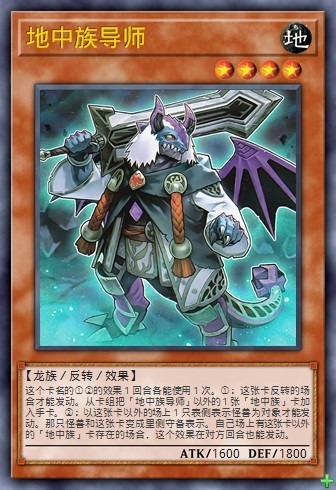 地中族导师
地
【龙族／反转／效果】
这个卡名的①②的效果１回合各能使用１次。①：这张卡反转的场
合才能发动。从卡组把「地中族导师」以外的１张「地中族」卡加
入手卡。②：以这张卡以外的场上１只表侧表示怪兽为对象才能发
动。那只怪兽和这张卡变成里侧守备表示。自己场上有这张卡以外
的「地中族」卡存在的场合，这个效果在对方回合也能发动。
ATK/1600 DEF/1800